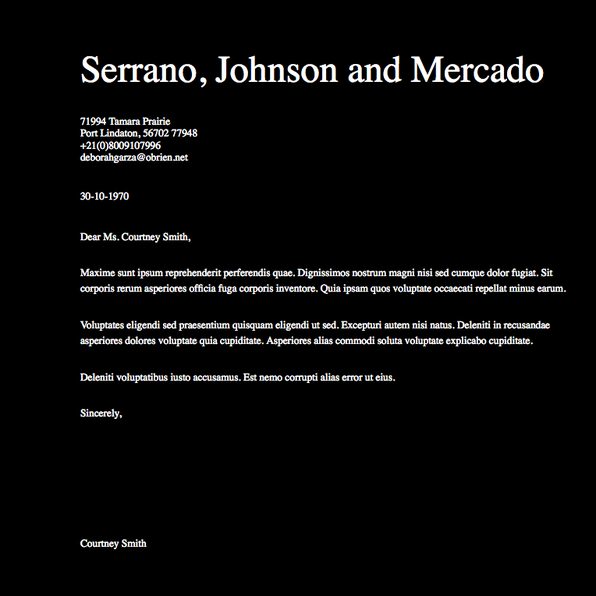 Serrano, Johnson and Mercado
71994 Tamara Prairie
Port Lindaton, 56702 77948
+21(0)8009107996
deborahgarza@obrien.net
30-10-1970
Dear Ms. Courtney Smith,
Maxime sunt ipsum reprehenderit perferendis quae. Dignissimos nostrum magni nisi sed cumque dolor fugiat. Sit
corporis rerum asperiores officia fuga corporis inventore. Quia ipsam quos voluptate occaecati repellat minus earum.
Voluptates eligendi sed praesentium quisquam eligendi ut sed. Excepturi autem nisi natus. Deleniti in recusandae
asperiores dolores voluptate quia cupiditate. Asperiores alias commodi soluta voluptate explicabo cupiditate.
Deleniti voluptatibus iusto accusamus. Est nemo corrupti alias error ut eius.
Sincerely,
Courtney Smith